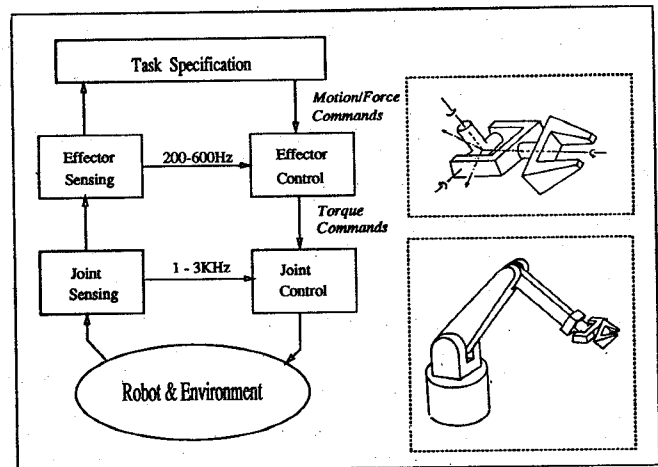 Task Specification
Motion/Force
Commands
Effector
Sensing
200-600Hz
Effector
Control
Torque
Commands
Joint
Sensing
1 - 3KHz
Joint
Control
Robot & Environment